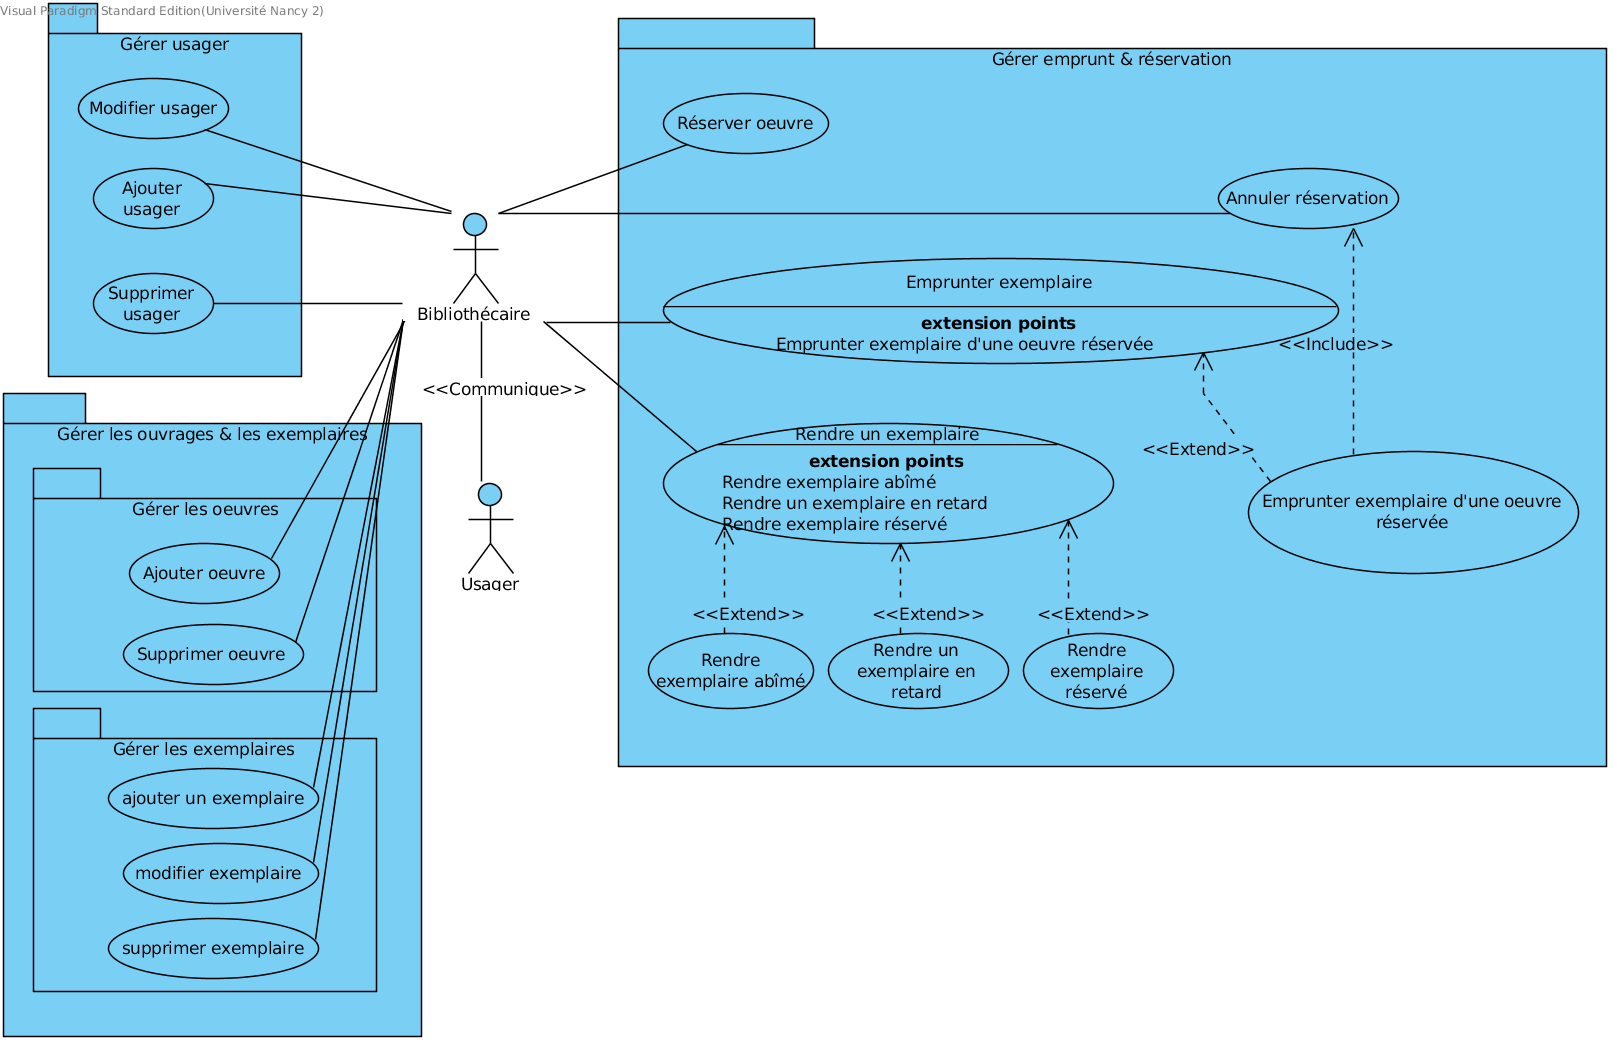 Visual Paradigm Standard Edition(Université Nancy 2)
Gérer usager
Modifier usager
Ajouter
usager
Supprimer
usager
Bibliothécaire
<<Communique>>
Usager
Gérer les ouvrages & les exemplaires
Gérer les oeuvres
Ajouter oeuvre
Supprimer oeuvre
Gérer les exemplaires
ajouter un exemplaire
modifier exemplaire
supprimer exemplaire
Gérer emprunt & réservation
Réserver oeuvre
Annuler réservation
Emprunter exemplaire
extension points
Emprunter exemplaire d'une oeuvre réservée
<<Include>>
<<Extend>>
Rendre un exemplaire
extension points
Rendre exemplaire abîmé
Rendre un exemplaire en retard
Rendre exemplaire réservé
Emprunter exemplaire d'une oeuvre
réservée
<<Extend>>
<<Extend>>
<<Extend>>
Rendre
exemplaire abîmé
Rendre un
exemplaire en
retard
Rendre
exemplaire
réservé